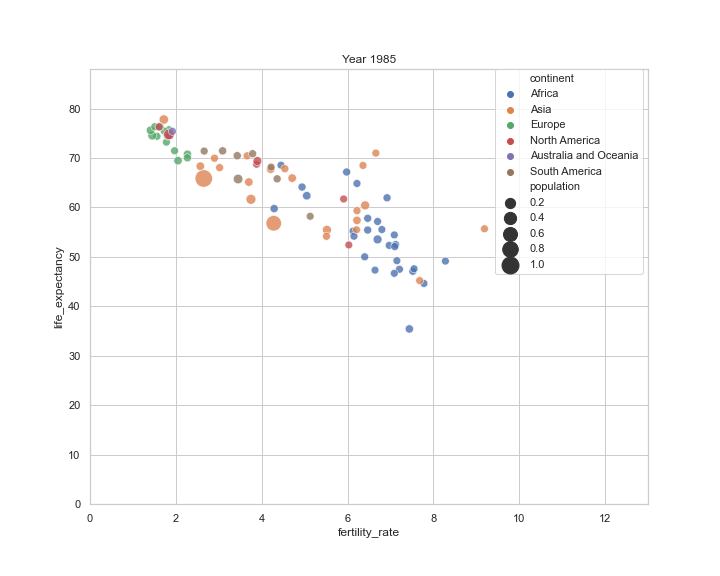 Year 1985
continent
Africa
Asia
Europe
North America
Australia and Oceania
South America
population
0.2
0.4
0.6
0.8
1.0
life_expectancy
80
70
60
50
40
30
20
10
0
0 2 4 6 8 10 12
fertility_rate